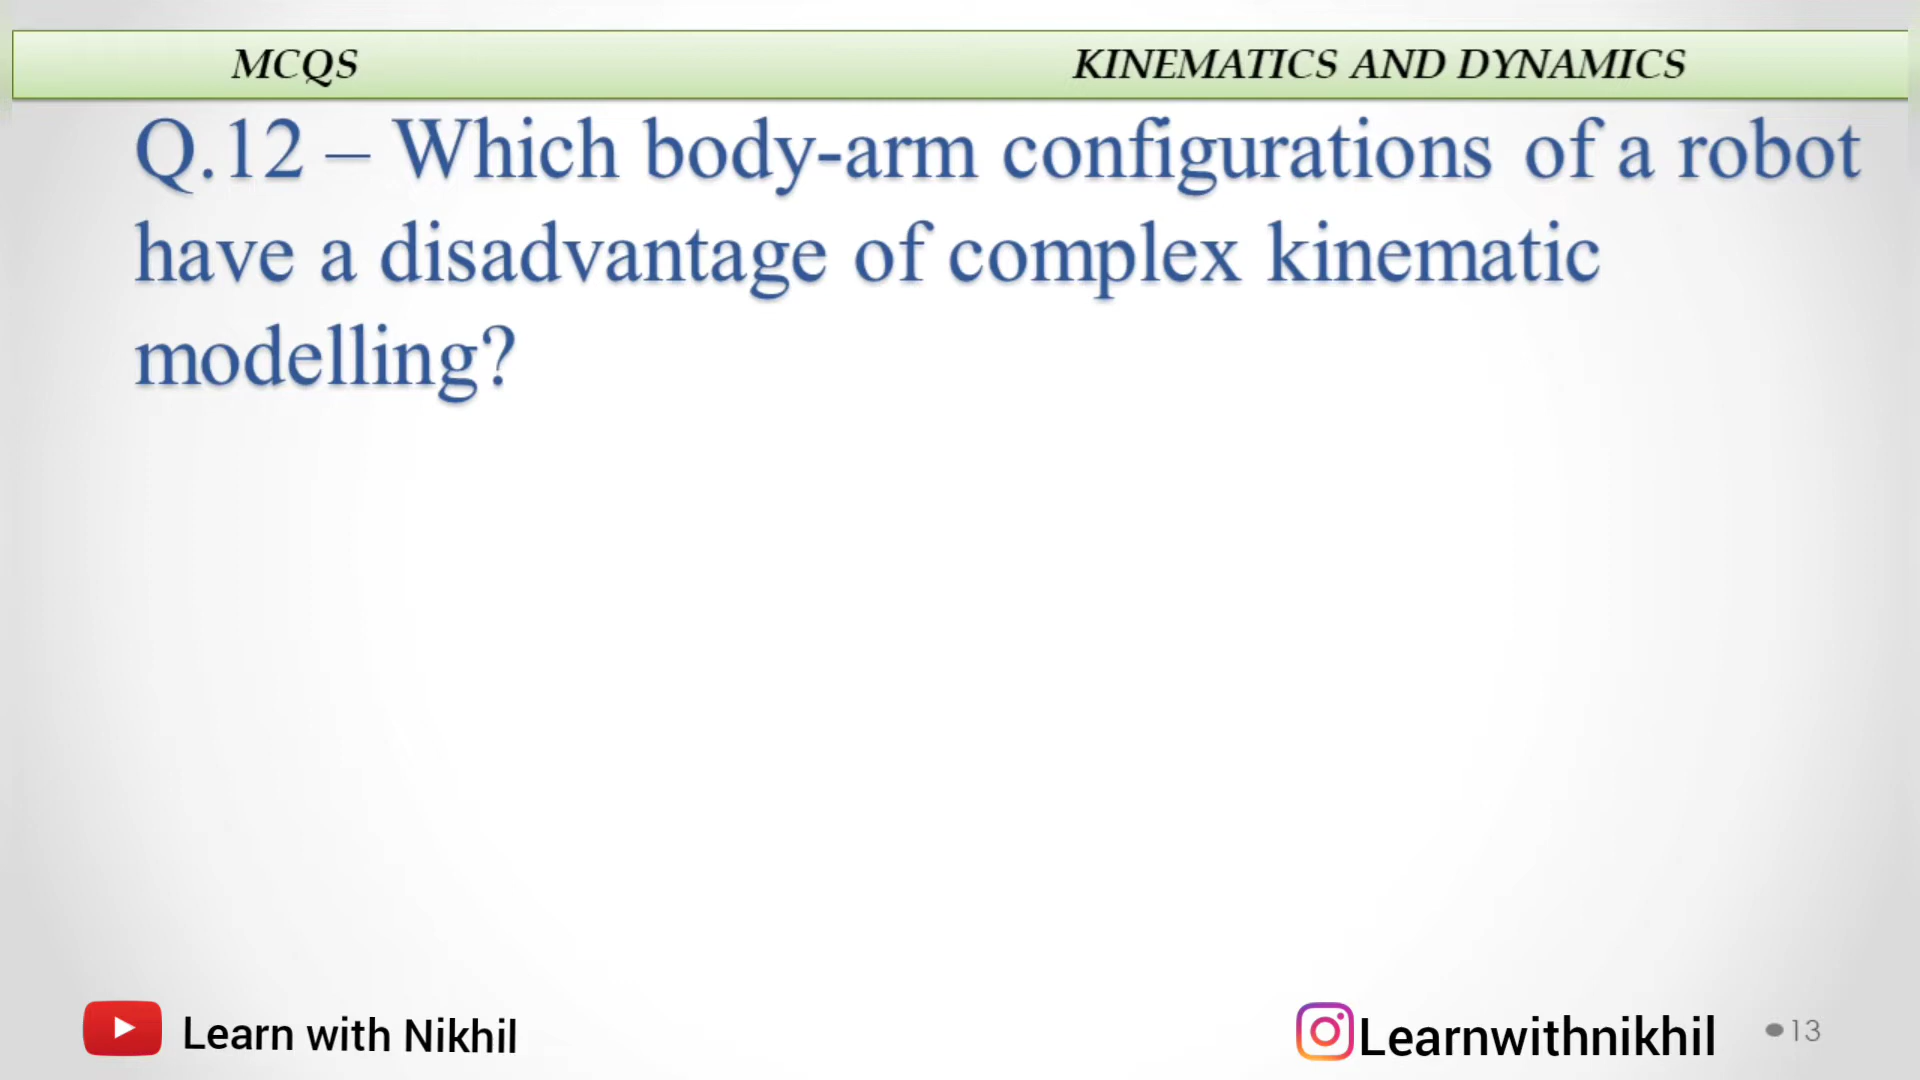 MCQS KINEMATICS AND DYNAMICS
Q.12 – Which body-arm configurations of a robot
have a disadvantage of complex kinematic
modelling?
Learn with Nikhil Learnwithnikhil 13